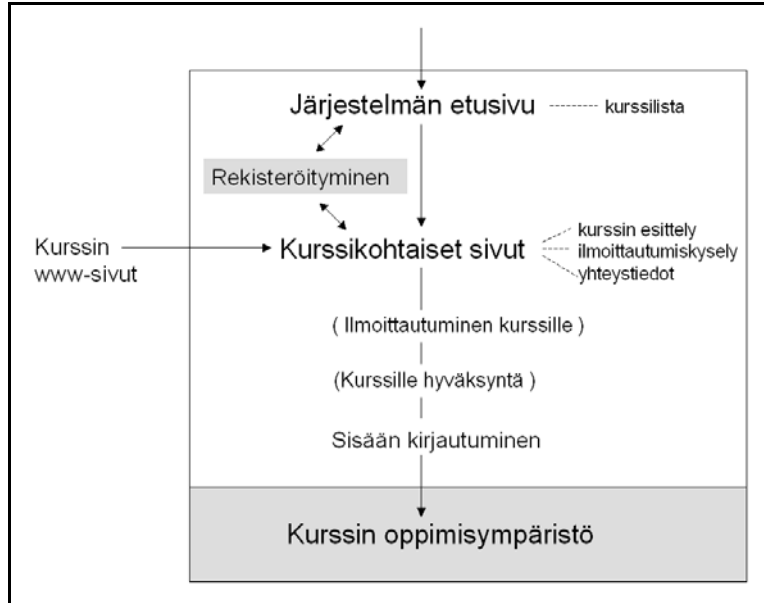 Järjestelmän etusivu
kurssilista
Rekisteröityminen
Kurssin
www-sivut
Kurssikohtaiset sivut
kurssin esittely
ilmoittautumiskysely
yhteystiedot
( Ilmoittautuminen kurssille )
(Kurssille hyväksyntä )
Sisään kirjautuminen
Kurssin oppimisympäristö